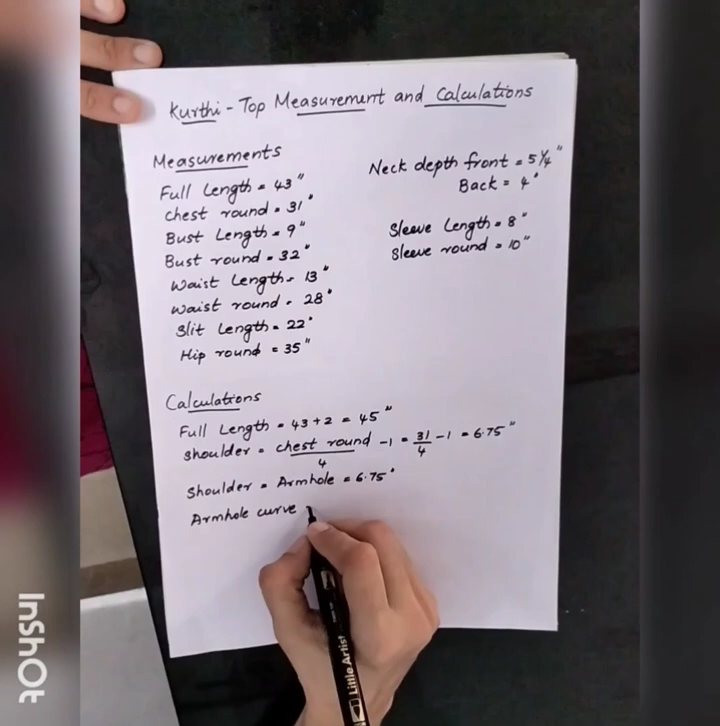 Kurthi - Top Measurement and Calculations
Measurements
Full Length = 43"
chest round = 31"
Bust Length = 9"
Bust round = 32"
Waist Length = 13"
Waist round = 28"
Slit Length = 22"
Hip round = 35"
Neck depth front = 5 1/4"
Back = 4"
Sleeve Length = 8"
Sleeve round = 10"
Calculations
Full Length = 43 + 2 = 45"
Shoulder = chest round / 4 - 1 = 31/4 - 1 = 6.75"
Shoulder = Armhole = 6.75"
Armhole curve
Little Artist
InShOt